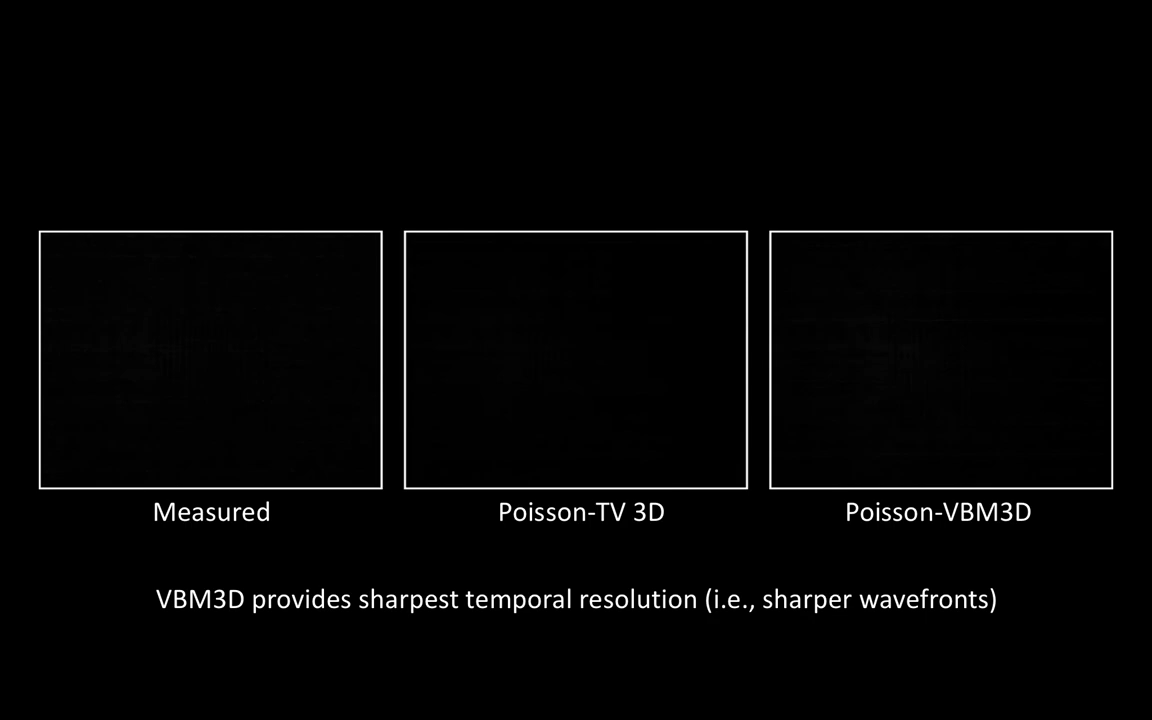 Measured
Poisson-TV 3D
Poisson-VBM3D
VBM3D provides sharpest temporal resolution (i.e., sharper wavefronts)